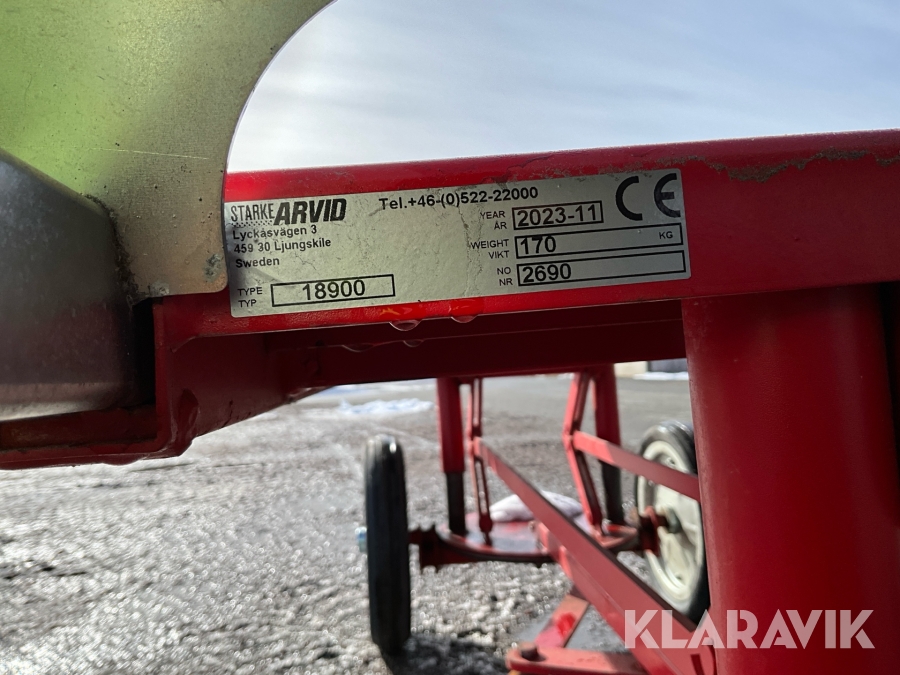 STARKE ARVID
Tel.+46-(0)522-22000
Lyckasvägen 3
459 30 Ljungskile
Sweden
TYPE
TYP
18900
YEAR
ÅR
2023-11
CE
WEIGHT
VIKT
170
KG
NO
NR
2690
KLARAVIK